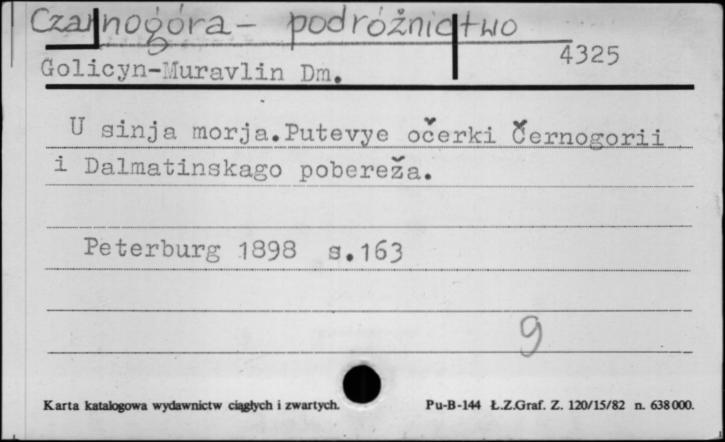 Czarnogóra - podróżnictwo
4325
Golicyn-Muravlin Dm.
U sinja morja.Putevye očerki Černogorii
i Dalmatinskago pobereža.
Peterburg 1898 s.163
9
Karta katalogowa wydawnictw ciągłych i zwartych. Pu-B-144 Ł.Z.Graf. Z. 120/15/82 n. 638000.